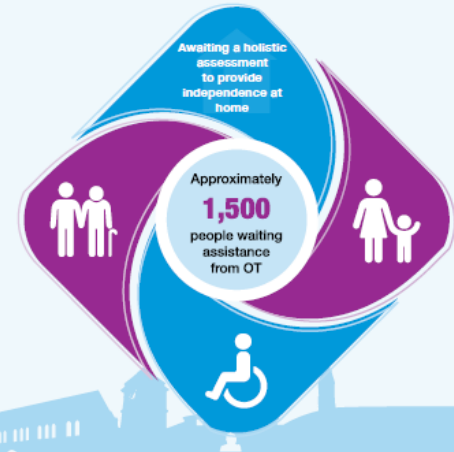 Awaiting a holistic
assessment
to provide
independence at
home
Approximately
1,500
people waiting
assistance
from OT